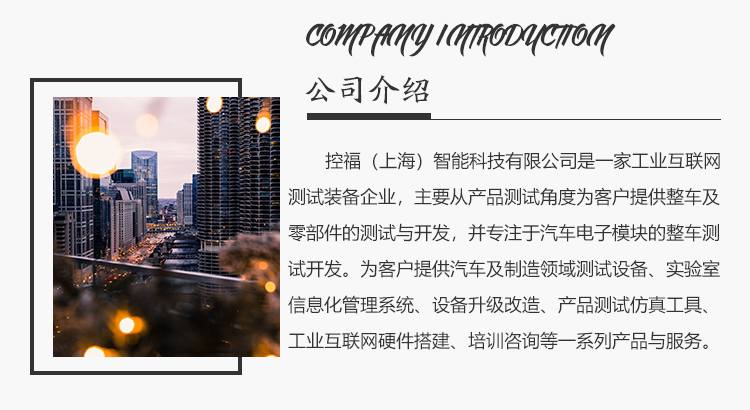 COMPANY INTRODUCTION
公司介绍
控福（上海）智能科技有限公司是一家工业互联网
测试装备企业，主要从产品测试角度为客户提供整车及
零部件的测试与开发，并专注于汽车电子模块的整车测
试开发。为客户提供汽车及制造领域测试设备、实验室
信息化管理系统、设备升级改造、产品测试仿真工具、
工业互联网硬件搭建、培训咨询等一系列产品与服务。